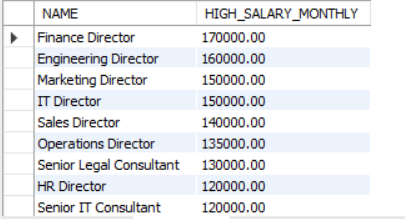 NAME HIGH_SALARY_MONTHLY
Finance Director 170000.00
Engineering Director 160000.00
Marketing Director 150000.00
IT Director 150000.00
Sales Director 140000.00
Operations Director 135000.00
Senior Legal Consultant 130000.00
HR Director 120000.00
Senior IT Consultant 120000.00